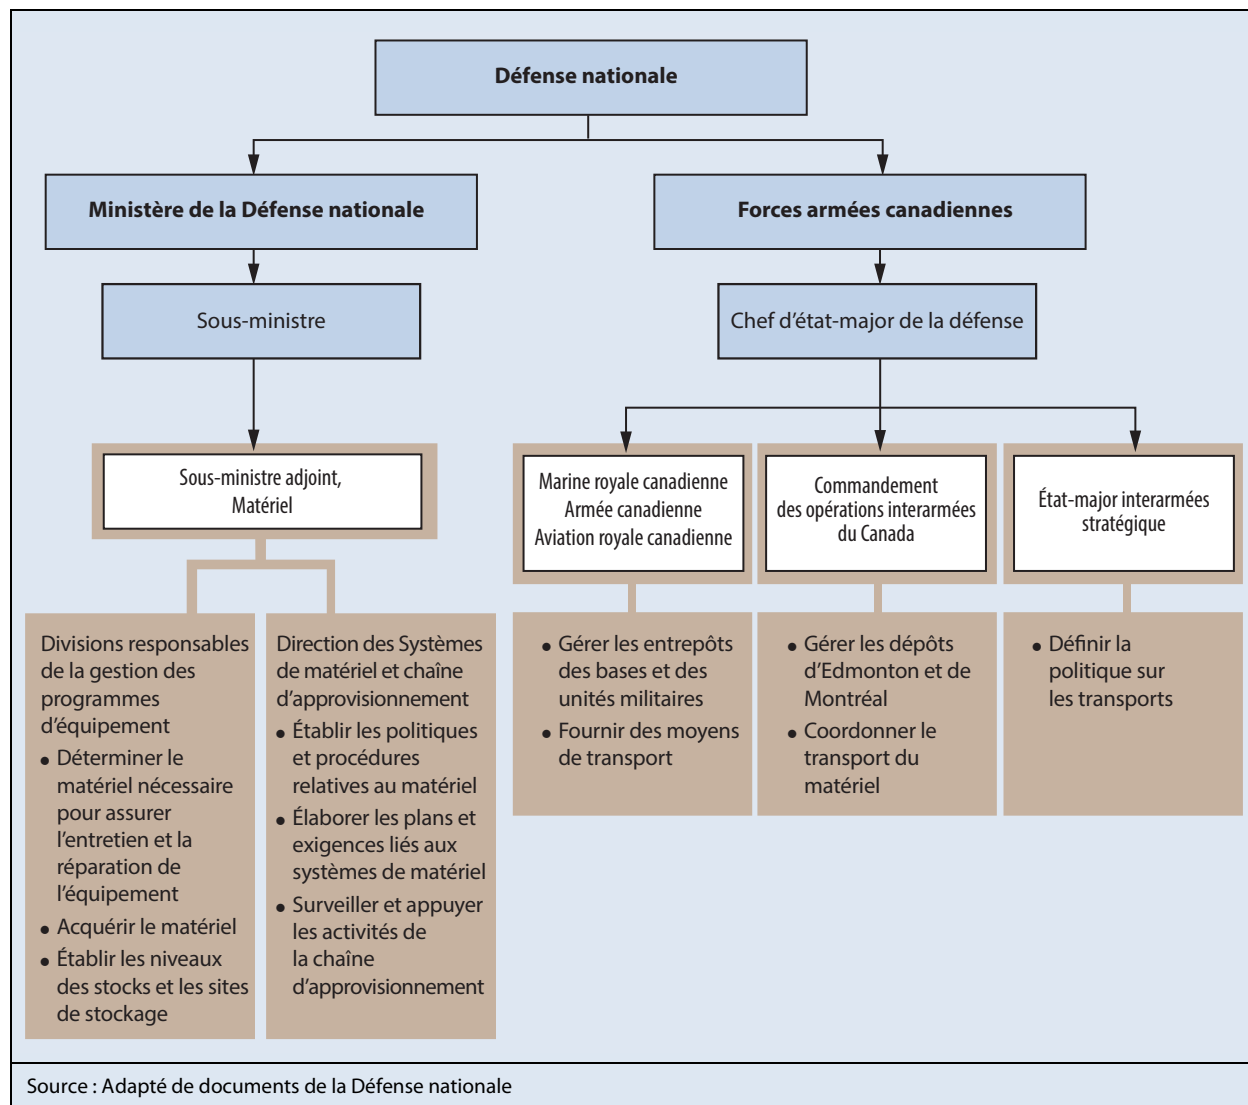 Défense nationale
Ministère de la Défense nationale
Forces armées canadiennes
Sous-ministre
Chef d’état-major de la défense
Sous-ministre adjoint,
Matériel
Marine royale canadienne
Armée canadienne
Aviation royale canadienne
Commandement
des opérations interarmées
du Canada
État-major interarmées
stratégique
Divisions responsables
de la gestion des
programmes
d’équipement
• Déterminer le
matériel nécessaire
pour assurer
l’entretien et la
réparation de
l’équipement
• Acquérir le matériel
• Établir les niveaux
des stocks et les sites
de stockage
Direction des Systèmes
de matériel et chaîne
d’approvisionnement
• Établir les politiques
et procédures
relatives au matériel
• Élaborer les plans et
exigences liés aux
systèmes de matériel
• Surveiller et appuyer
les activités de
la chaîne
d’approvisionnement
• Gérer les entrepôts
des bases et des
unités militaires
• Fournir des moyens
de transport
• Gérer les dépôts
d’Edmonton et de
Montréal
• Coordonner le
transport du
matériel
• Définir la
politique sur
les transports
Source : Adapté de documents de la Défense nationale